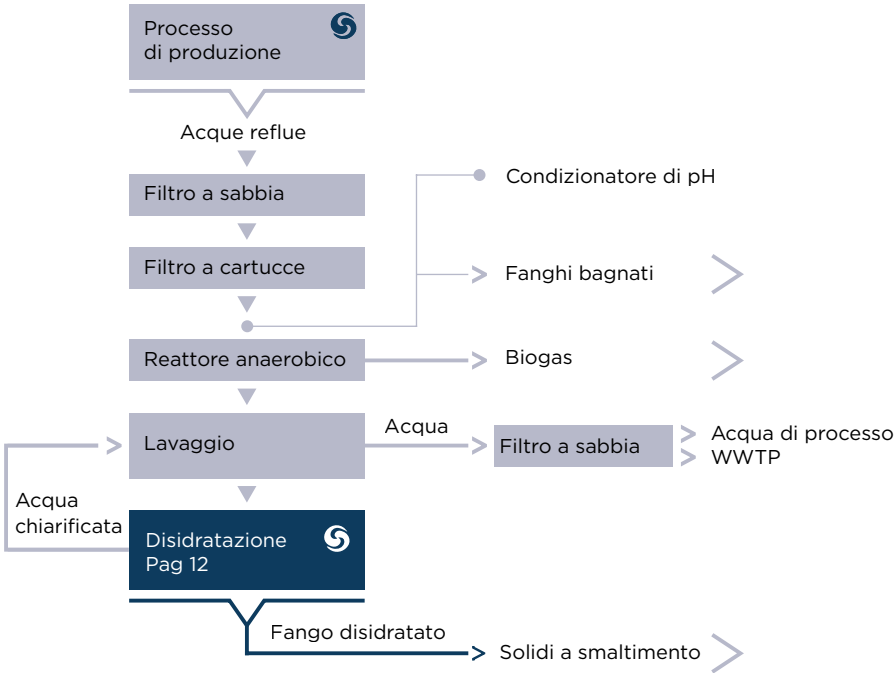 Processo
di produzione
Acque reflue
Filtro a sabbia
Condizionatore di pH
Filtro a cartucce
Fanghi bagnati
Reattore anaerobico
Biogas
Lavaggio
Acqua
Filtro a sabbia
Acqua di processo
WWTP
Acqua
chiarificata
Disidratazione
Pag 12
Fango disidratato
Solidi a smaltimento